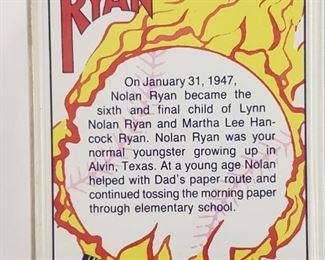 RYAN
On January 31, 1947,
Nolan Ryan became the
sixth and final child of Lynn
Nolan Ryan and Martha Lee Han-
cock Ryan. Nolan Ryan was your
normal youngster growing up in
Alvin, Texas. At a young age Nolan
helped with Dad's paper route and
continued tossing the morning paper
through elementary school.